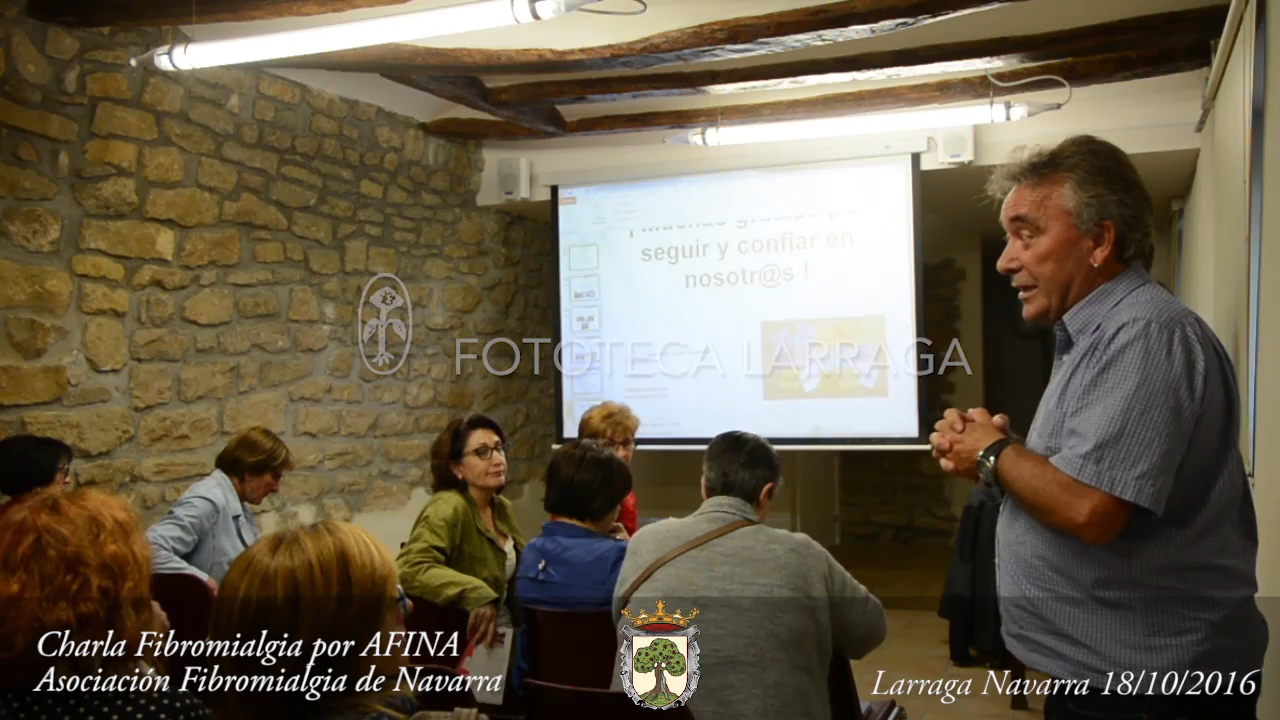 seguir y confiar en
nosotr@s !
FOTOTECA LARRAGA
Charla Fibromialgia por AFINA
Asociación Fibromialgia de Navarra
Larraga Navarra 18/10/2016